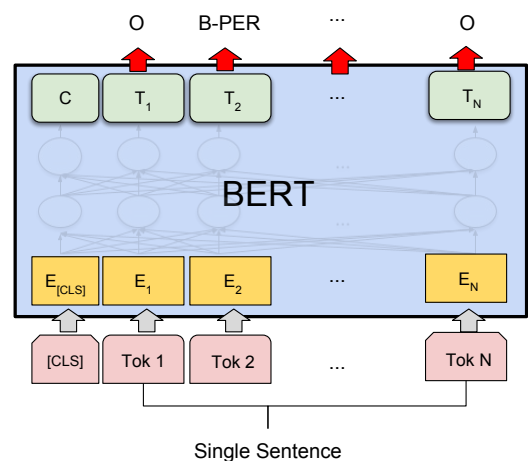 O B-PER ... O
C T1 T2 ... TN
...
BERT
...
E[CLS] E1 E2 ... EN
[CLS] Tok 1 Tok 2 ... Tok N
Single Sentence